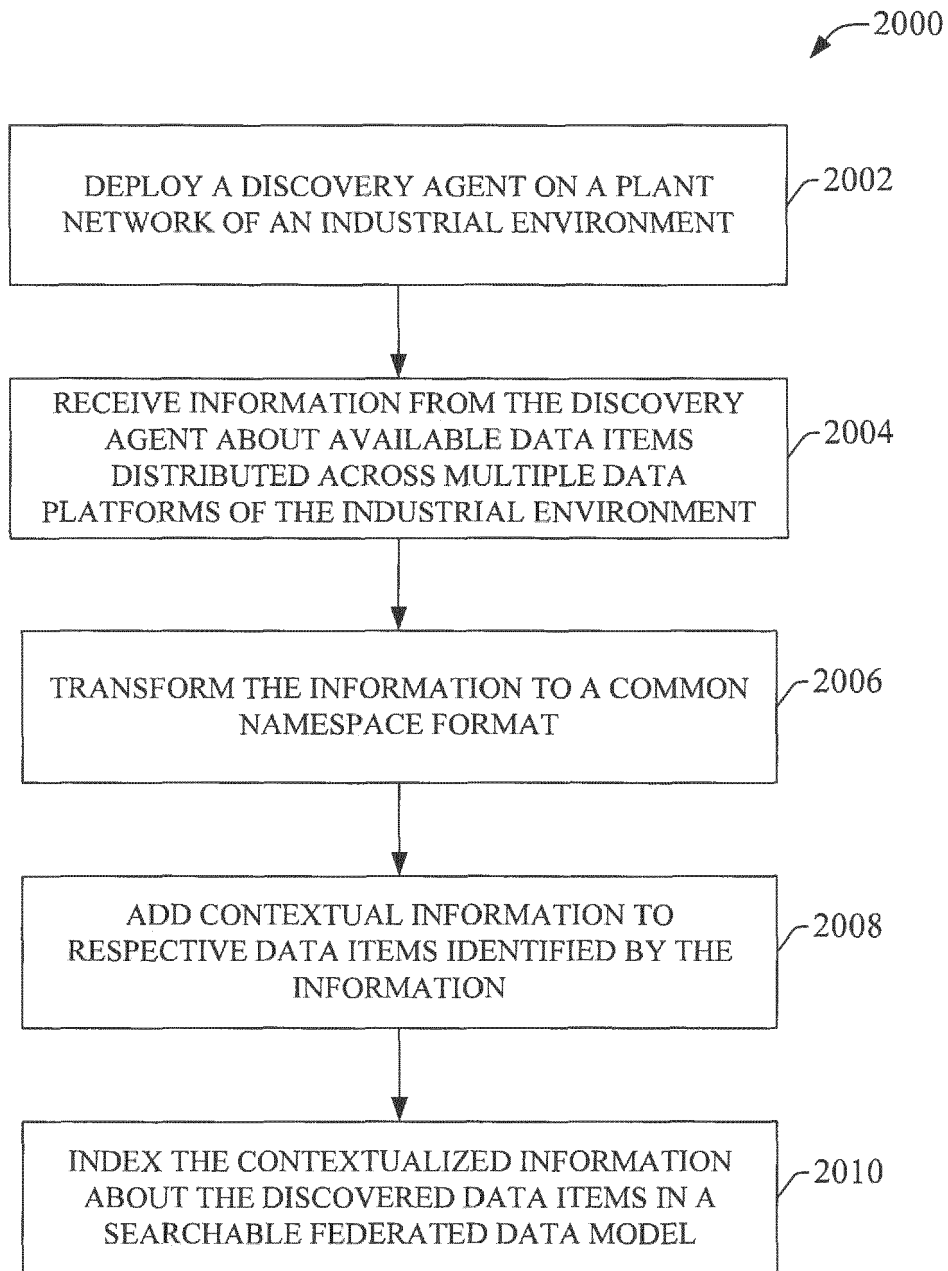 2000
DEPLOY A DISCOVERY AGENT ON A PLANT
NETWORK OF AN INDUSTRIAL ENVIRONMENT
2002
RECEIVE INFORMATION FROM THE DISCOVERY
AGENT ABOUT AVAILABLE DATA ITEMS
DISTRIBUTED ACROSS MULTIPLE DATA
PLATFORMS OF THE INDUSTRIAL ENVIRONMENT
2004
TRANSFORM THE INFORMATION TO A COMMON
NAMESPACE FORMAT
2006
ADD CONTEXTUAL INFORMATION TO
RESPECTIVE DATA ITEMS IDENTIFIED BY THE
INFORMATION
2008
INDEX THE CONTEXTUALIZED INFORMATION
ABOUT THE DISCOVERED DATA ITEMS IN A
SEARCHABLE FEDERATED DATA MODEL
2010